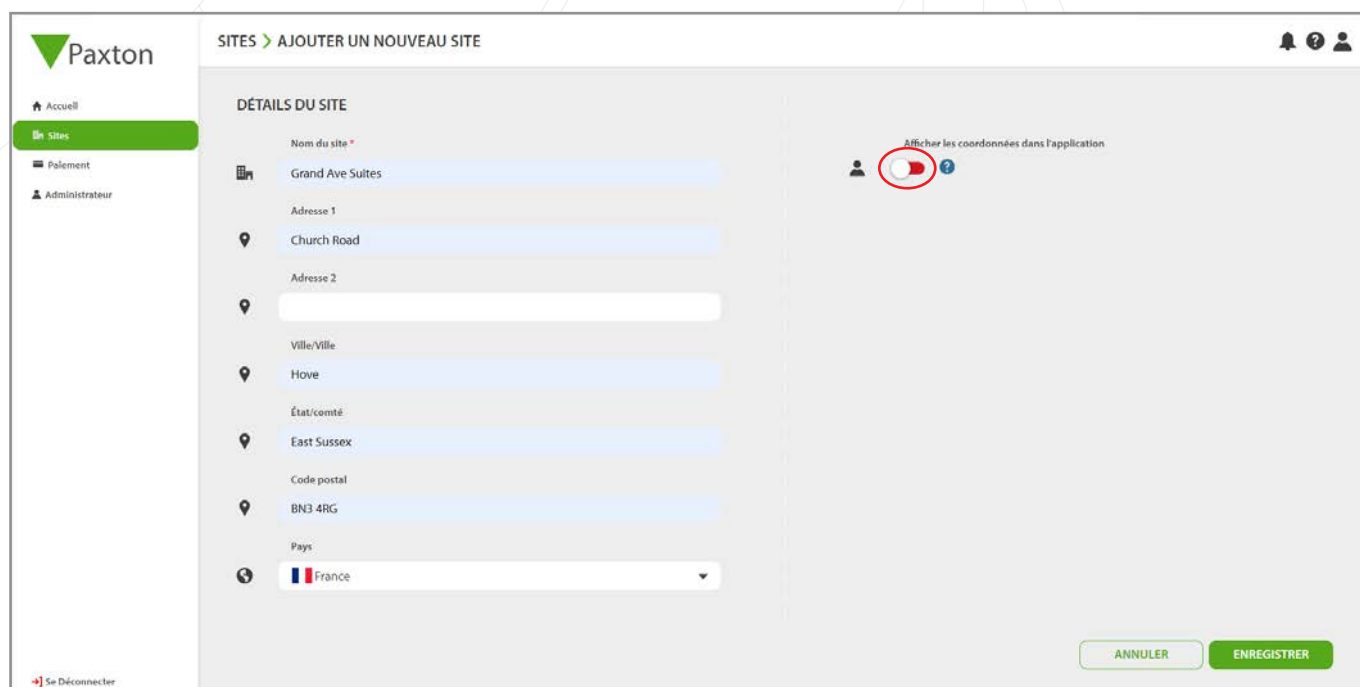 Paxton
SITES > AJOUTER UN NOUVEAU SITE
Accueil
Sites
Paiement
Administrateur
Se Déconnecter
DÉTAILS DU SITE
Nom du site *
Grand Ave Suites
Adresse 1
Church Road
Adresse 2
Ville/Ville
Hove
État/comté
East Sussex
Code postal
BN3 4RG
Pays
France
Afficher les coordonnées dans l'application
ANNULER
ENREGISTRER